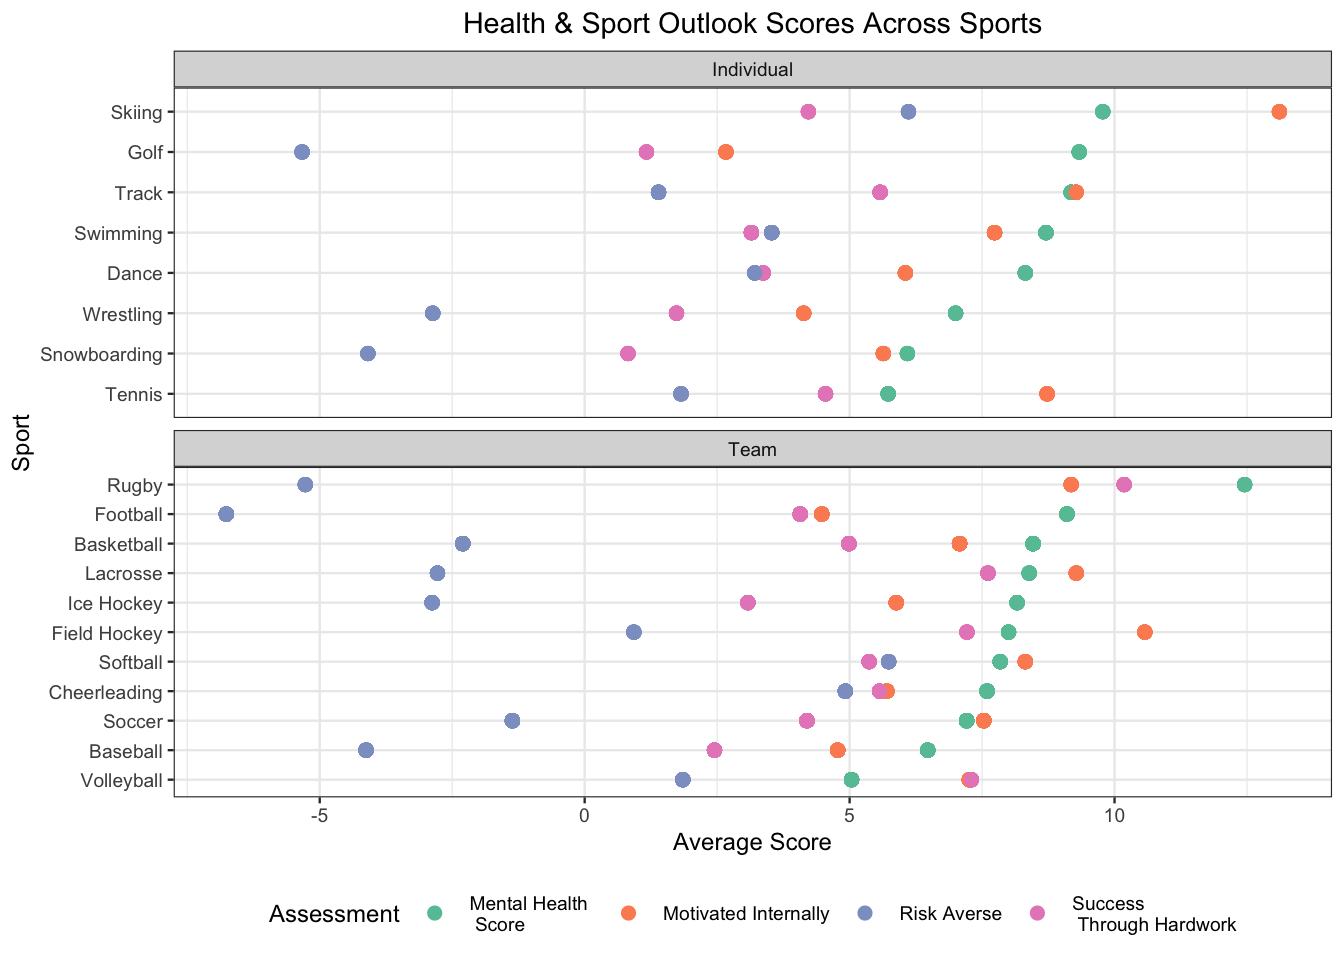 Health & Sport Outlook Scores Across Sports
Individual
Skiing
Golf
Track
Swimming
Dance
Wrestling
Snowboarding
Tennis
Sport
Team
Rugby
Football
Basketball
Lacrosse
Ice Hockey
Field Hockey
Softball
Cheerleading
Soccer
Baseball
Volleyball
-5 0 5 10
Average Score
Assessment
Mental Health
Score
Motivated Internally
Risk Averse
Success
Through Hardwork